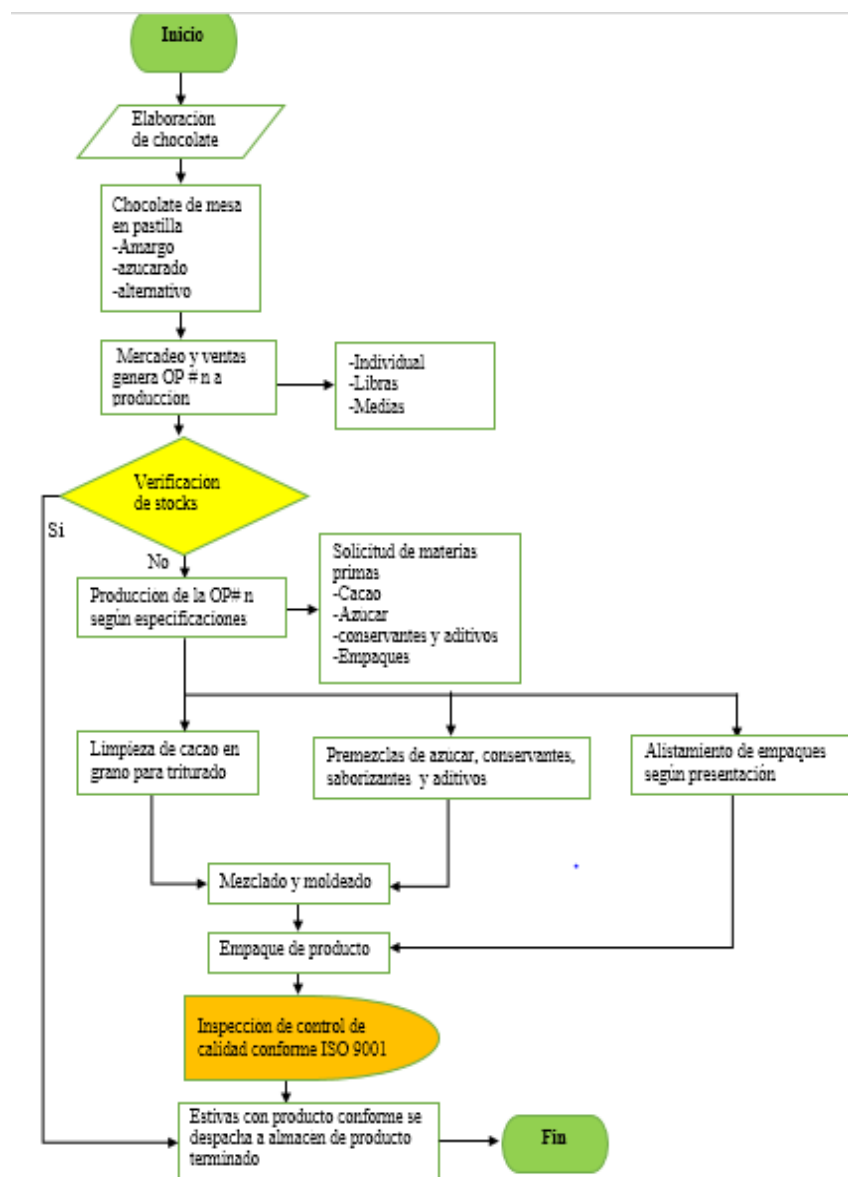 Inicio
Elaboracion
de chocolate
Chocolate de mesa
en pastilla
-Amargo
-azucarado
-alternativo
Mercadeo y ventas
genera OP # n a
produccion
-Individual
-Libras
-Medias
Verificacion
de stocks
Si
No
Produccion de la OP# n
según especificaciones
Solicitud de materias
primas
-Cacao
-Azucar
-conservantes y aditivos
-Empaques
Limpieza de cacao en
grano para triturado
Premezclas de azucar, conservantes,
saborizantes y aditivos
Alistamiento de empaques
según presentación
Mezclado y moldeado
Empaque de producto
Inspeccion de control de
calidad conforme ISO 9001
Estivas con producto conforme se
despacha a almacen de producto
terminado
Fin